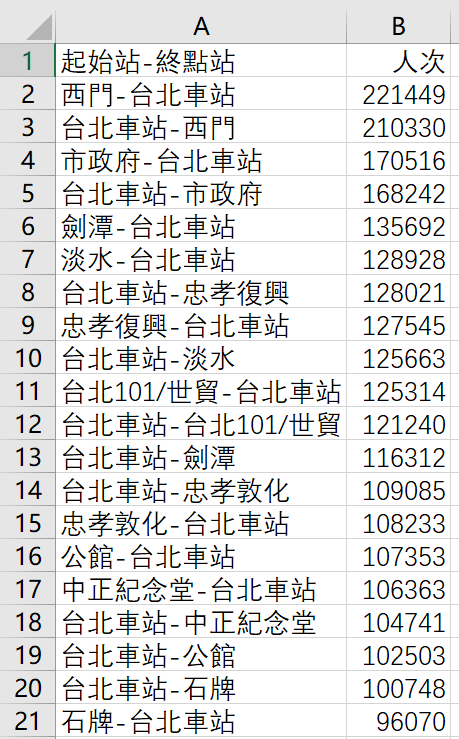 A B
1 起始站-終點站 人次
2 西門-台北車站 221449
3 台北車站-西門 210330
4 市政府-台北車站 170516
5 台北車站-市政府 168242
6 劍潭-台北車站 135692
7 淡水-台北車站 128928
8 台北車站-忠孝復興 128021
9 忠孝復興-台北車站 127545
10 台北車站-淡水 125663
11 台北101/世貿-台北車站 125314
12 台北車站-台北101/世貿 121240
13 台北車站-劍潭 116312
14 台北車站-忠孝敦化 109085
15 忠孝敦化-台北車站 108233
16 公館-台北車站 107353
17 中正紀念堂-台北車站 106363
18 台北車站-中正紀念堂 104741
19 台北車站-公館 102503
20 台北車站-石牌 100748
21 石牌-台北車站 96070